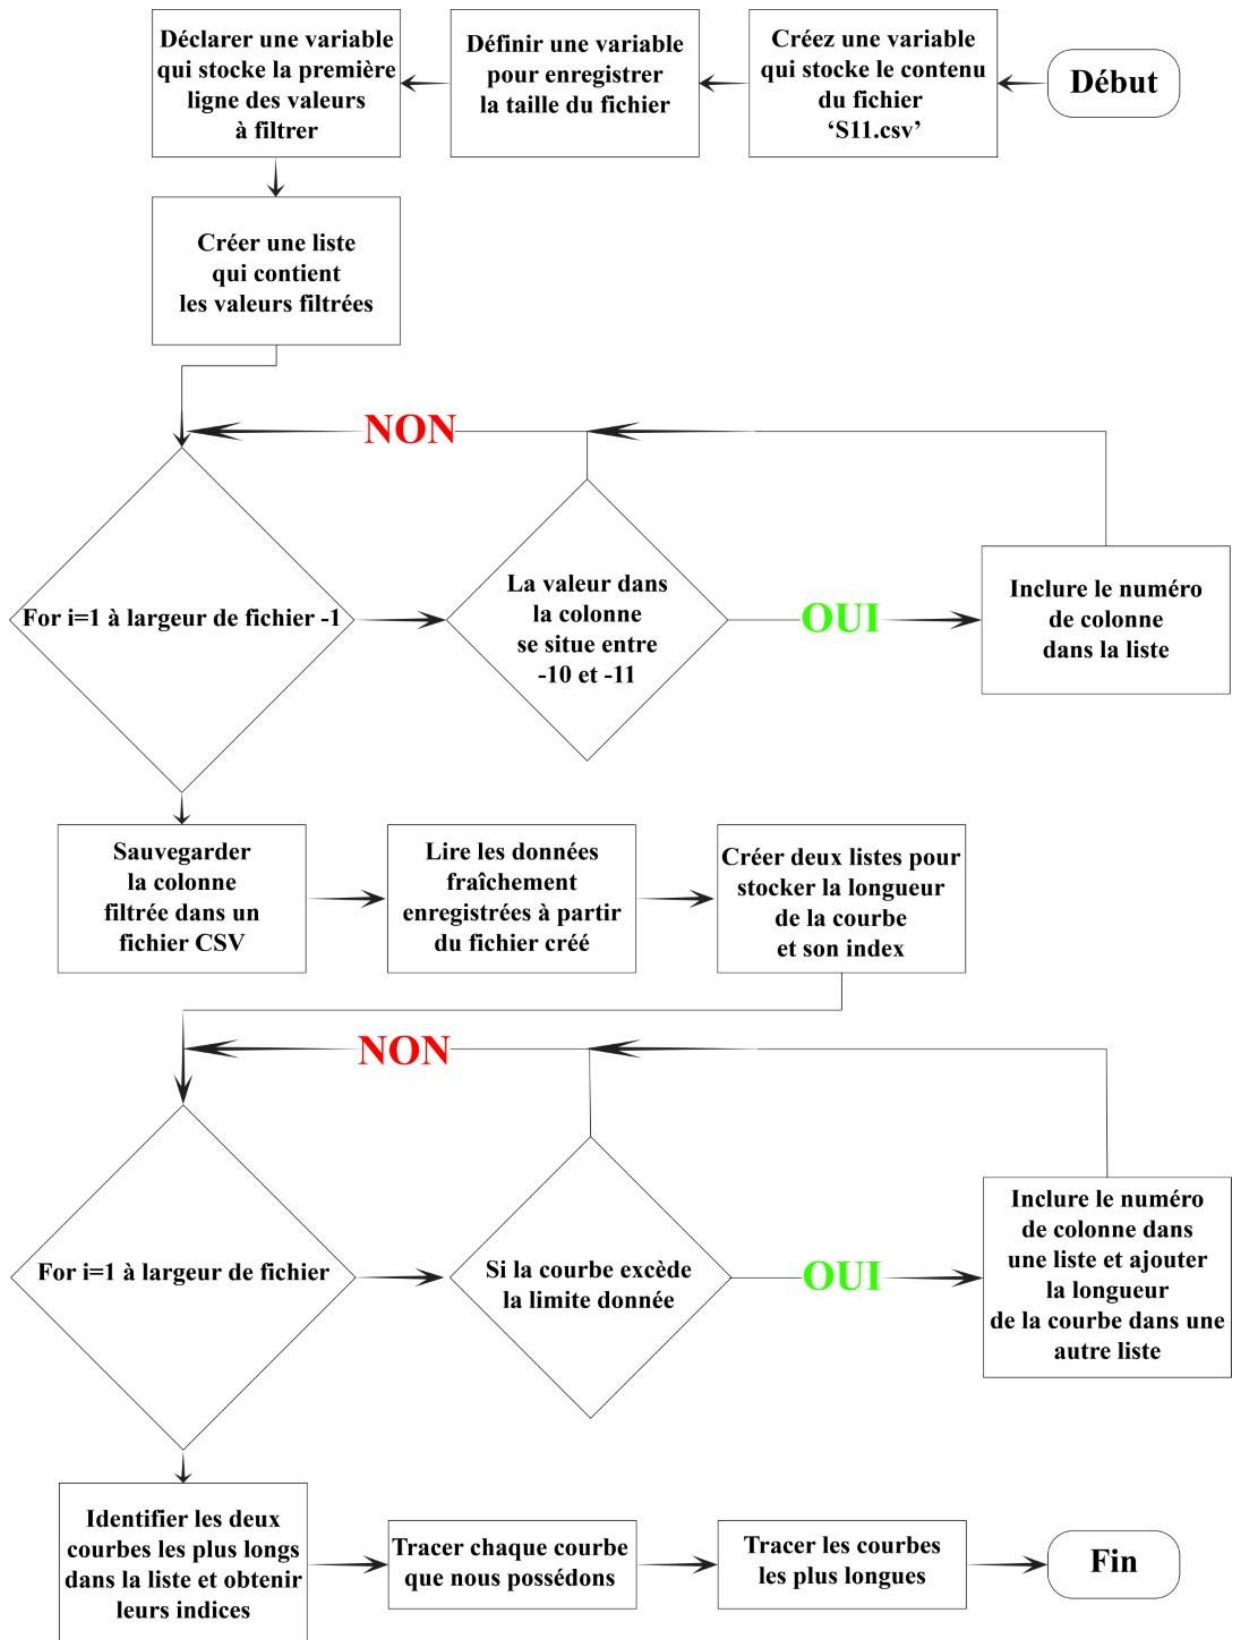 Début
Créez une variable
qui stocke le contenu
du fichier
‘S11.csv’
Définir une variable
pour enregistrer
la taille du fichier
Déclarer une variable
qui stocke la première
ligne des valeurs
à filtrer
Créer une liste
qui contient
les valeurs filtrées
For i=1 à largeur de fichier -1
NON
La valeur dans
la colonne
se situe entre
-10 et -11
OUI
Inclure le numéro
de colonne
dans la liste
Sauvegarder
la colonne
filtrée dans un
fichier CSV
Lire les données
fraîchement
enregistrées à partir
du fichier créé
Créer deux listes pour
stocker la longueur
de la courbe
et son index
For i=1 à largeur de fichier
NON
Si la courbe excède
la limite donnée
OUI
Inclure le numéro
de colonne dans
une liste et ajouter
la longueur
de la courbe dans une
autre liste
Identifier les deux
courbes les plus longs
dans la liste et obtenir
leurs indices
Tracer chaque courbe
que nous possédons
Tracer les courbes
les plus longues
Fin